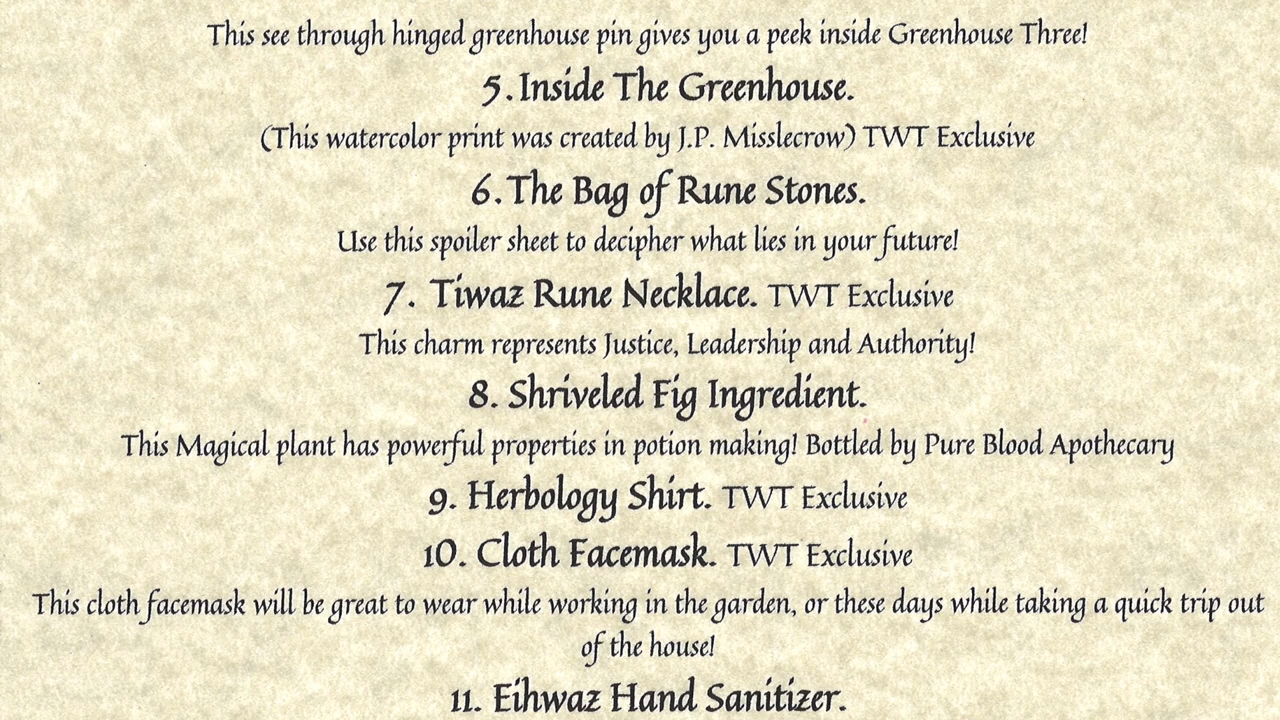 This see through hinged greenhouse pin gives you a peek inside Greenhouse Three!
5. Inside The Greenhouse.
(This watercolor print was created by J.P. Misslecrow) TWT Exclusive
6. The Bag of Rune Stones.
Use this spoiler sheet to decipher what lies in your future!
7. Tiwaz Rune Necklace. TWT Exclusive
This charm represents Justice, Leadership and Authority!
8. Shriveled Fig Ingredient.
This Magical plant has powerful properties in potion making! Bottled by Pure Blood Apothecary
9. Herbology Shirt. TWT Exclusive
10. Cloth Facemask. TWT Exclusive
This cloth facemask will be great to wear while working in the garden, or these days while taking a quick trip out
of the house!
11. Eihwaz Hand Sanitizer.